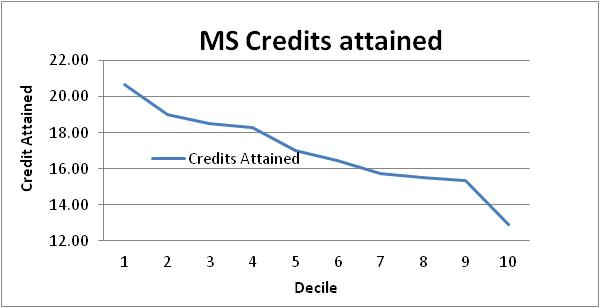 MS Credits attained
22.00
20.00
18.00
16.00
14.00
12.00
Credit Attained
Credits Attained
1 2 3 4 5 6 7 8 9 10
Decile